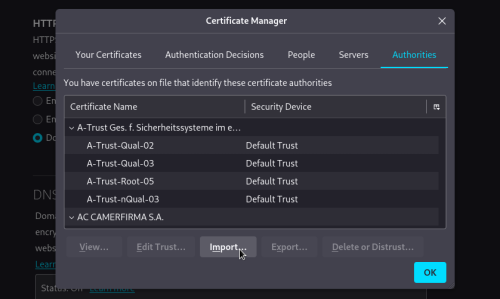 Certificate Manager
HTTP
HTTP
Your Certificates
Authentication Decisions
People
Servers
Authorities
websi
conne
Learn
You have certificates on file that identify these certificate authorities
En
Certificate Name
Security Device
En
A-Trust Ges. f. Sicherheitssysteme im e...
Do
A-Trust-Qual-02 Default Trust
A-Trust-Qual-03 Default Trust
A-Trust-Root-05 Default Trust
DNS
A-Trust-nQual-03 Default Trust
Doma
AC CAMERFIRMA S.A.
encry
webs
View... Edit Trust... Import... Export... Delete or Distrust...
Learn
OK
Status: Off Learn more